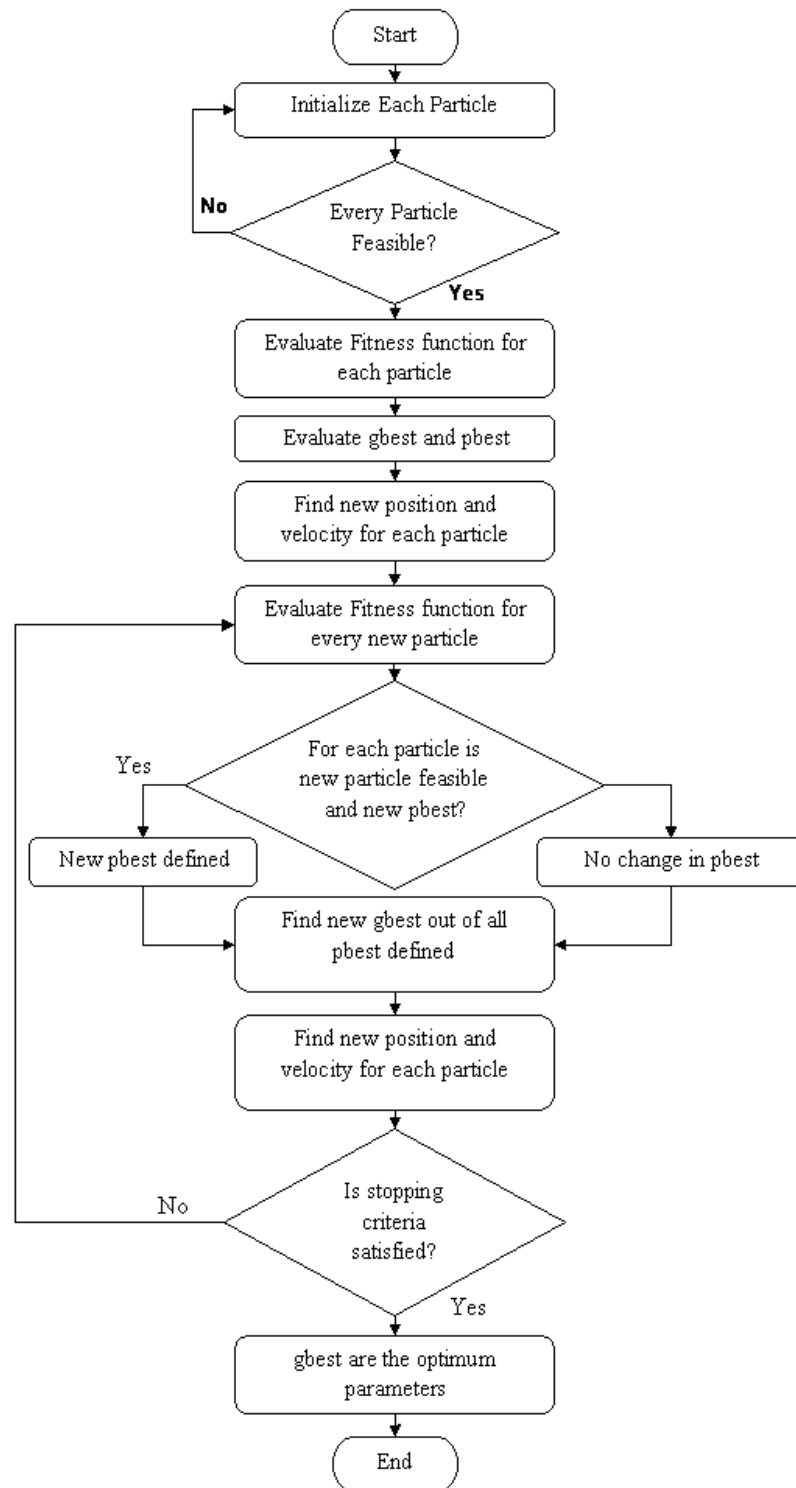 Start
Initialize Each Particle
No
Every Particle
Feasible?
Yes
Evaluate Fitness function for
each particle
Evaluate gbest and pbest
Find new position and
velocity for each particle
Evaluate Fitness function for
every new particle
Yes
For each particle is
new particle feasible
and new pbest?
New pbest defined
No change in pbest
Find new gbest out of all
pbest defined
Find new position and
velocity for each particle
No
Is stopping
criteria
satisfied?
Yes
gbest are the optimum
parameters
End